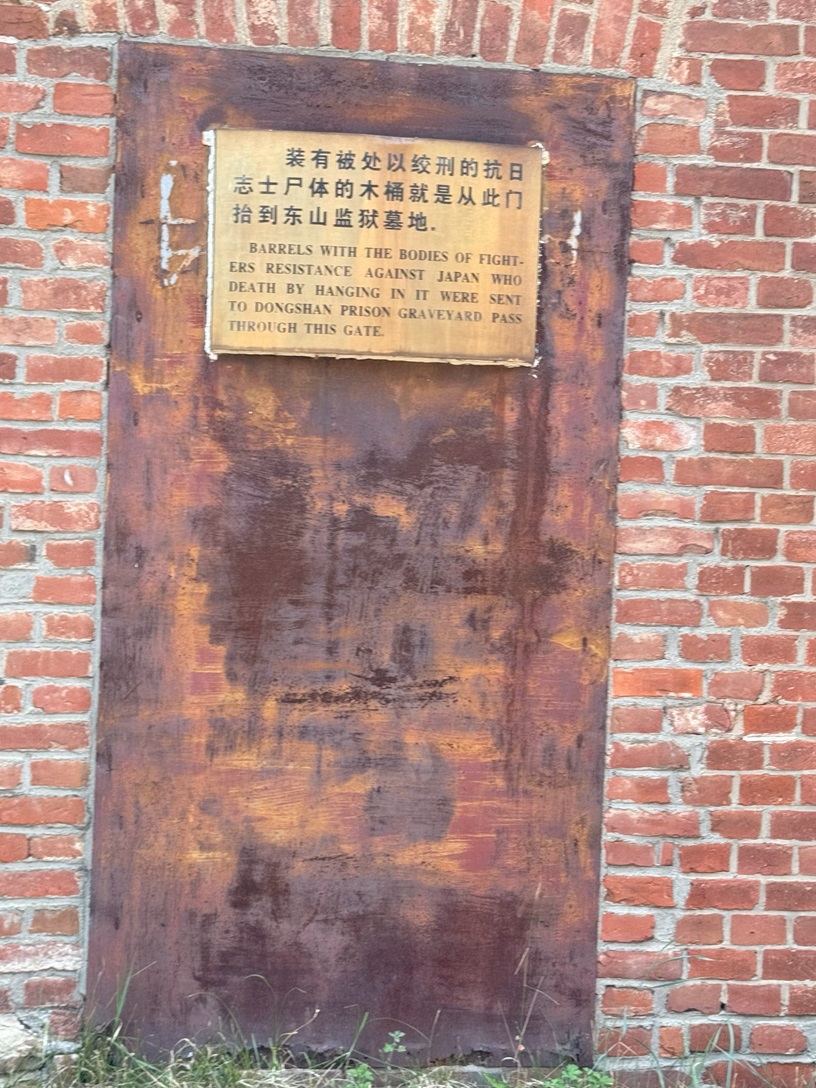 装有被处以绞刑的抗日
志士尸体的木桶就是从此门
抬到东山监狱墓地。
BARRELS WITH THE BODIES OF FIGHT-
ERS RESISTANCE AGAINST JAPAN WHO
DEATH BY HANGING IN IT WERE SENT
TO DONGSHAN PRISON GRAVEYARD PASS
THROUGH THIS GATE.